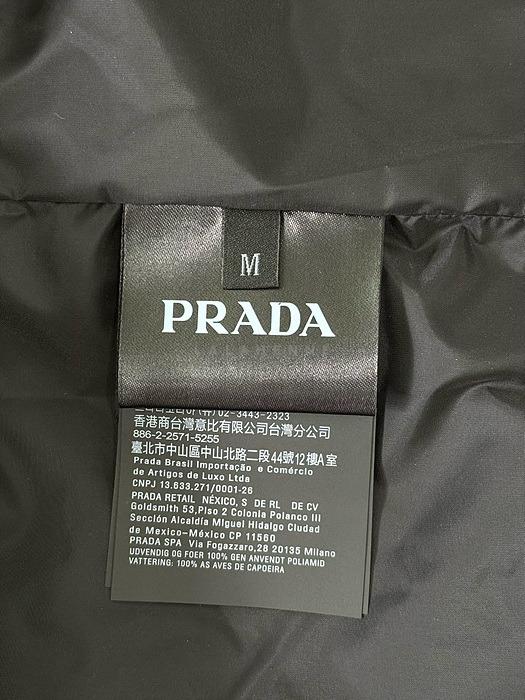 M
PRADA
02-3443-2323
香港商台灣意比有限公司台灣分公司
886-2-2571-5255
臺北市中山區中山北路二段44號12樓A室
Prada Brasil Importação e Comércio
de Artigos de Luxo Ltda
CNPJ 13.633.271/0001-26
PRADA RETAIL NÉXICO, S DE RL DE CV
Goldsmith 53,Piso 2 Colonia Polanco III
Sección Alcaldía Miguel Hidalgo Ciudad
de Mexico-México CP 11560
PRADA SPA Via Fogazzaro,28 20135 Milano
UDVENDIG OG FOER 100% GEN ANVENDT POLIAMID
VATTERING: 100% AS AVES DE CAPOEIRA